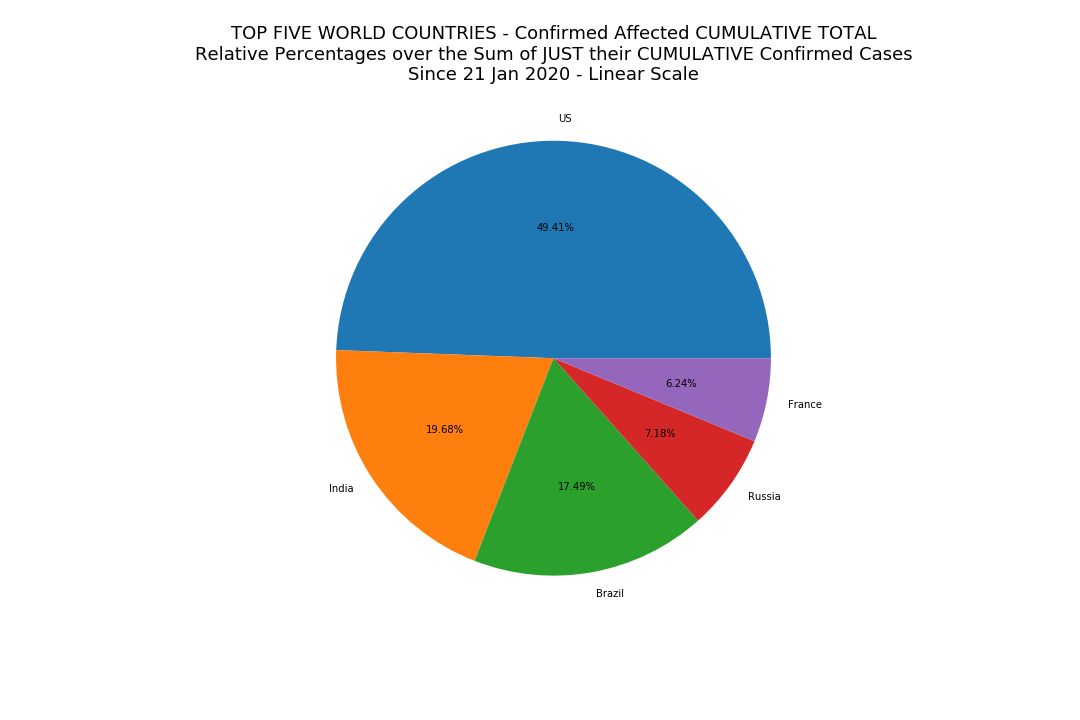 TOP FIVE WORLD COUNTRIES - Confirmed Affected CUMULATIVE TOTAL
Relative Percentages over the Sum of JUST their CUMULATIVE Confirmed Cases
Since 21 Jan 2020 - Linear Scale
US
49.41%
6.24%
France
19.68%
7.18%
India
17.49%
Russia
Brazil